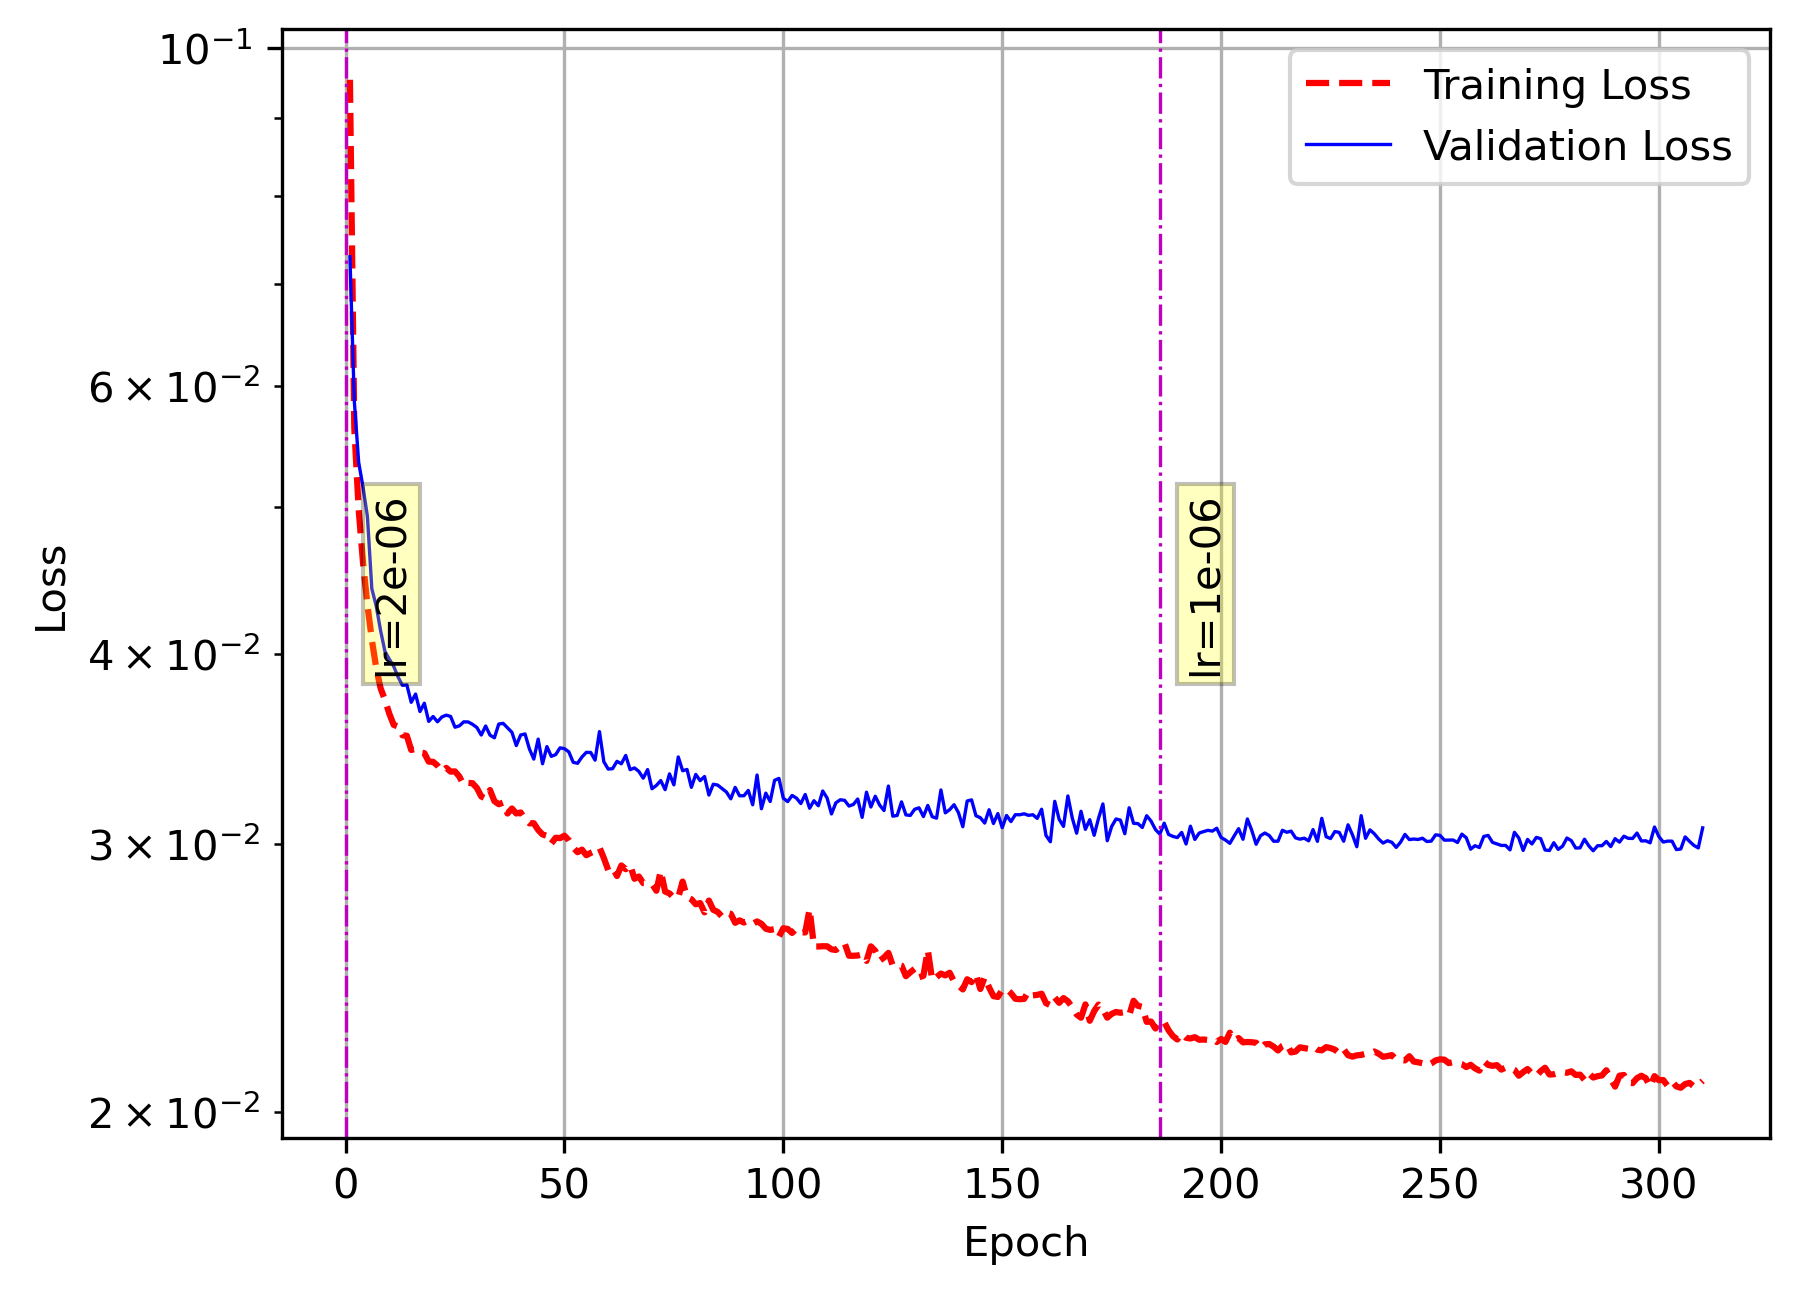 10⁻¹
6×10⁻²
4×10⁻²
3×10⁻²
2×10⁻²
Loss
Training Loss
Validation Loss
lr=2e-06
lr=1e-06
0 50 100 150 200 250 300
Epoch